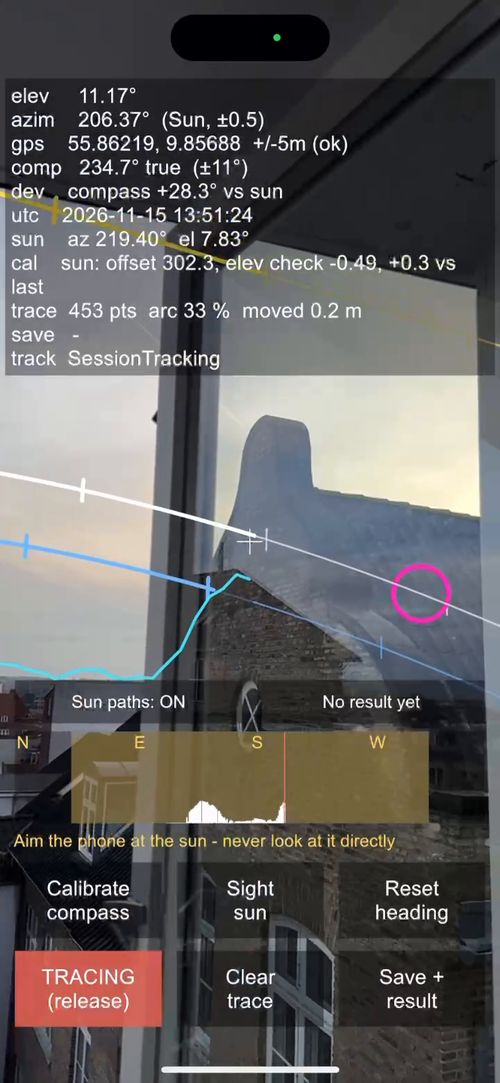 elev 11.17°
azim 206.37° (Sun, ±0.5)
gps 55.86219, 9.85688 +/-5m (ok)
comp 234.7° true (±11°)
dev compass +28.3° vs sun
utc 2026-11-15 13:51:24
sun az 219.40° el 7.83°
cal sun: offset 302.3, elev check -0.49, +0.3 vs
last
trace 453 pts arc 33 % moved 0.2 m
save -
track SessionTracking
Sun paths: ON No result yet
N E S W
Aim the phone at the sun - never look at it directly
Calibrate compass
Sight sun
Reset heading
TRACING (release)
Clear trace
Save + result